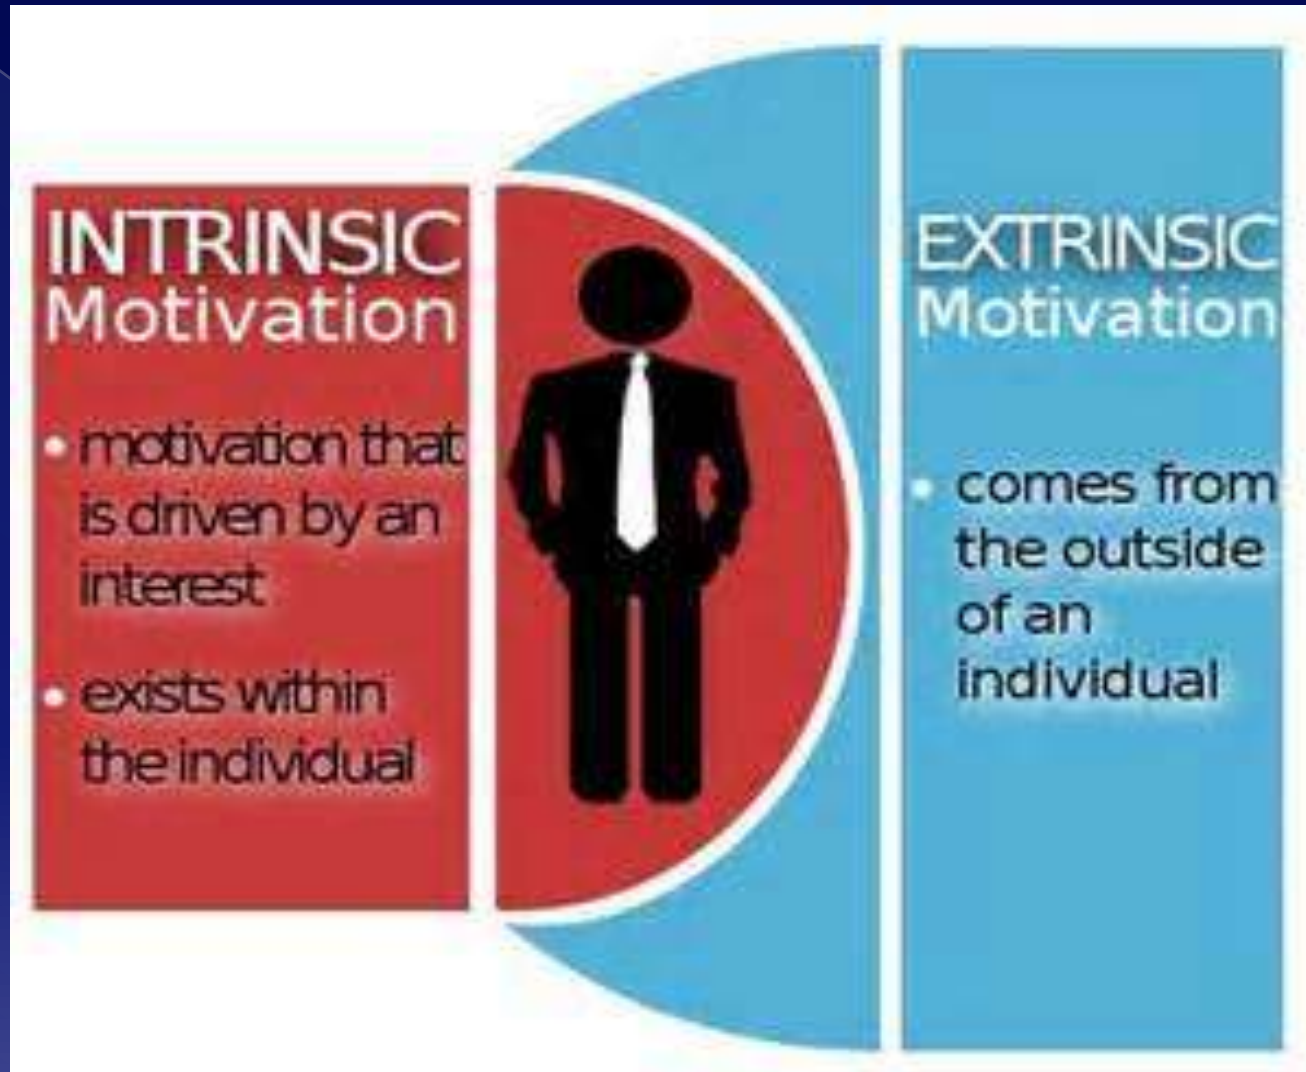 INTRINSIC
Motivation
• motivation that
is driven by an
interest
• exists within
the individual
EXTRINSIC
Motivation
• comes from
the outside
of an
individual